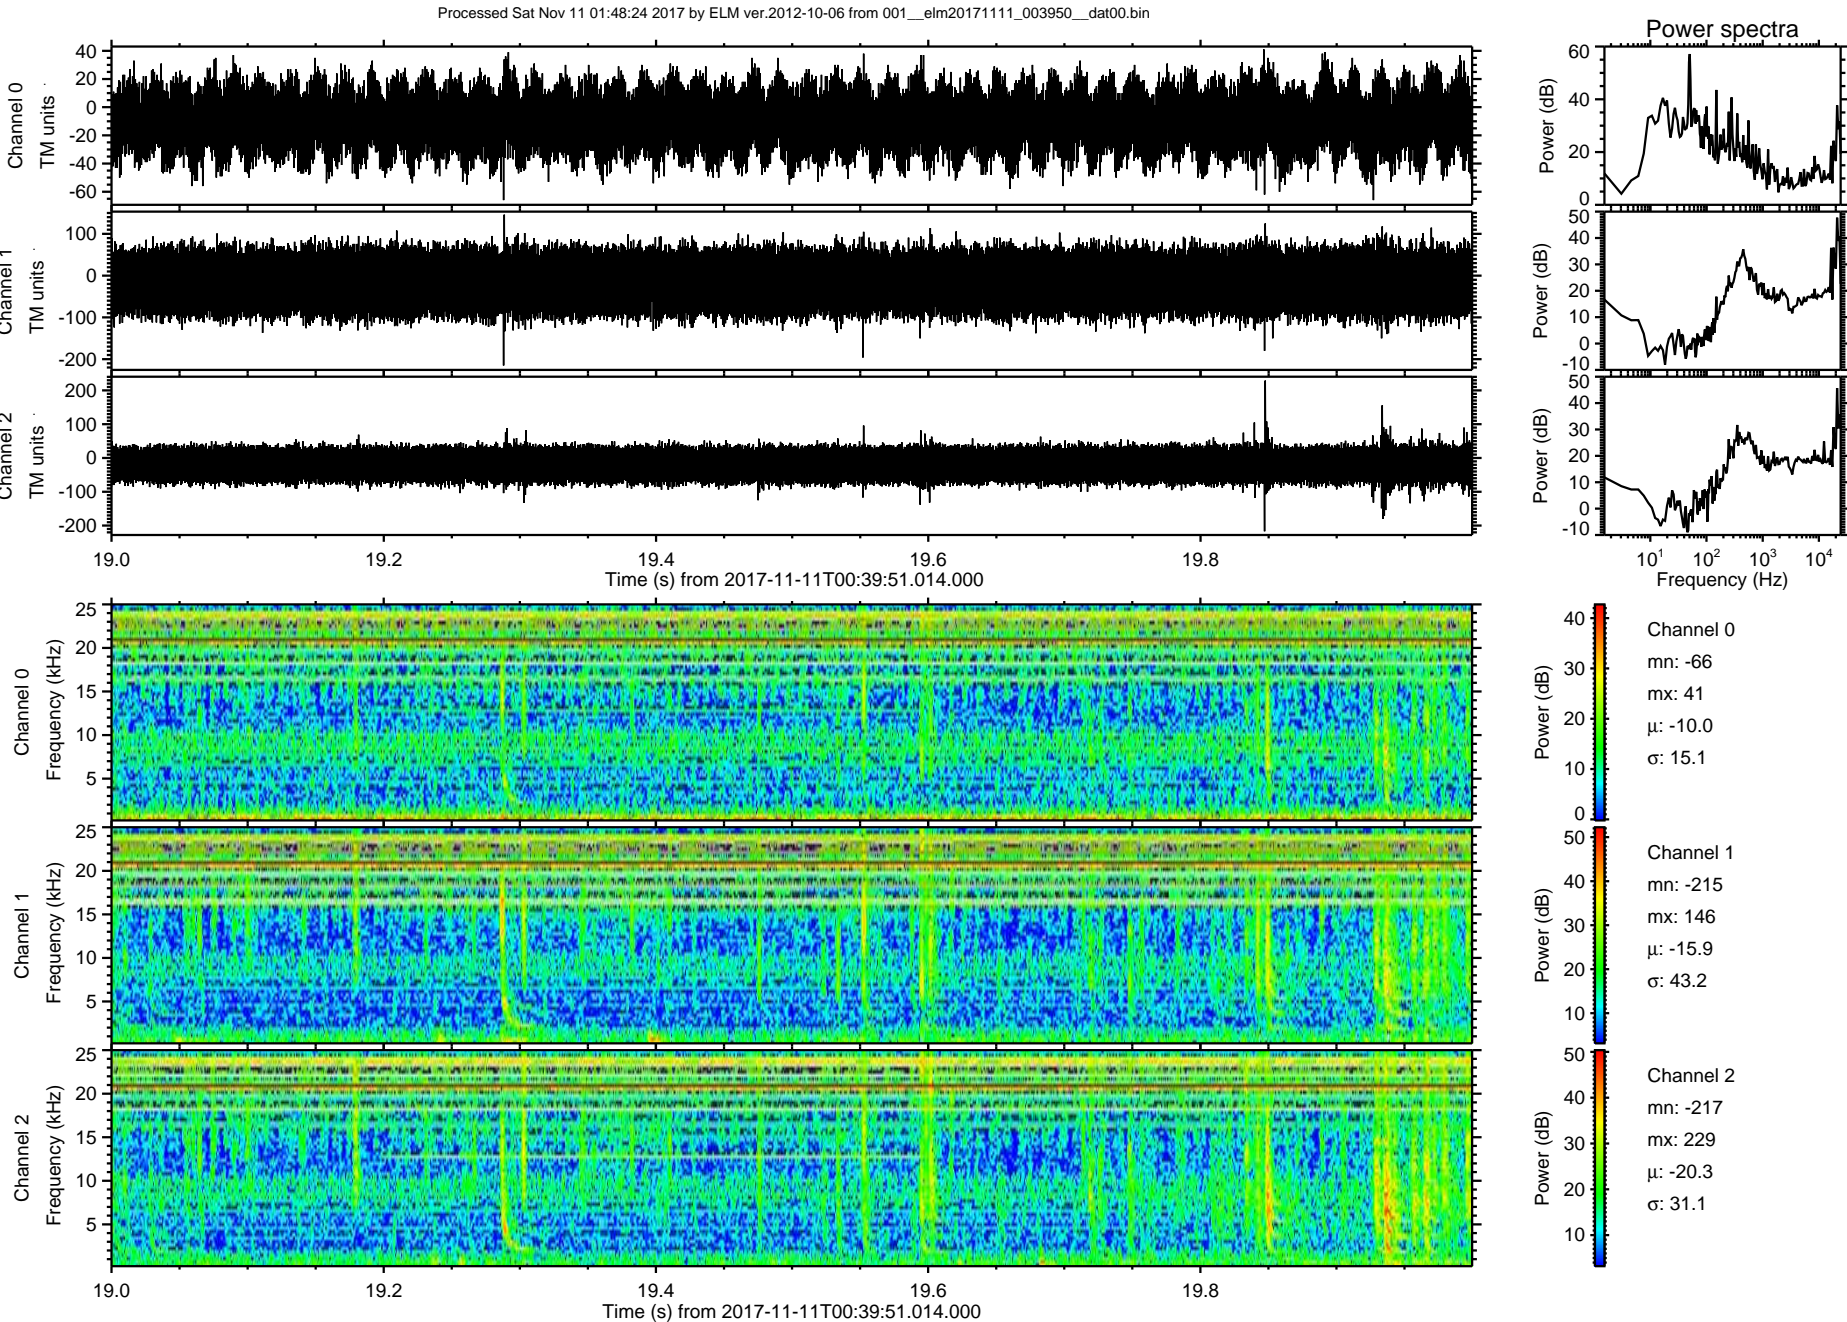 Processed Sat Nov 11 01:48:24 2017 by ELM ver.2012-10-06 from 001__elm20171111_003950__dat00.bin
Power spectra
Channel 0
TM units
40
20
0
-20
-40
-60
Power (dB)
60
40
20
0
Channel 1
TM units
100
0
-100
-200
Power (dB)
50
40
30
20
10
0
-10
Channel 2
TM units
200
100
0
-100
-200
Power (dB)
50
40
30
20
10
0
-10
19.0 19.2 19.4 19.6 19.8
Time (s) from 2017-11-11T00:39:51.014.000
10¹ 10² 10³ 10⁴
Frequency (Hz)
Channel 0
Frequency (kHz)
25
20
15
10
5
Power (dB)
40
30
20
10
0
Channel 0
mn: -66
mx: 41
μ: -10.0
σ: 15.1
Channel 1
Frequency (kHz)
25
20
15
10
5
Power (dB)
50
40
30
20
10
Channel 1
mn: -215
mx: 146
μ: -15.9
σ: 43.2
Channel 2
Frequency (kHz)
25
20
15
10
5
Power (dB)
50
40
30
20
10
Channel 2
mn: -217
mx: 229
μ: -20.3
σ: 31.1
19.0 19.2 19.4 19.6 19.8
Time (s) from 2017-11-11T00:39:51.014.000